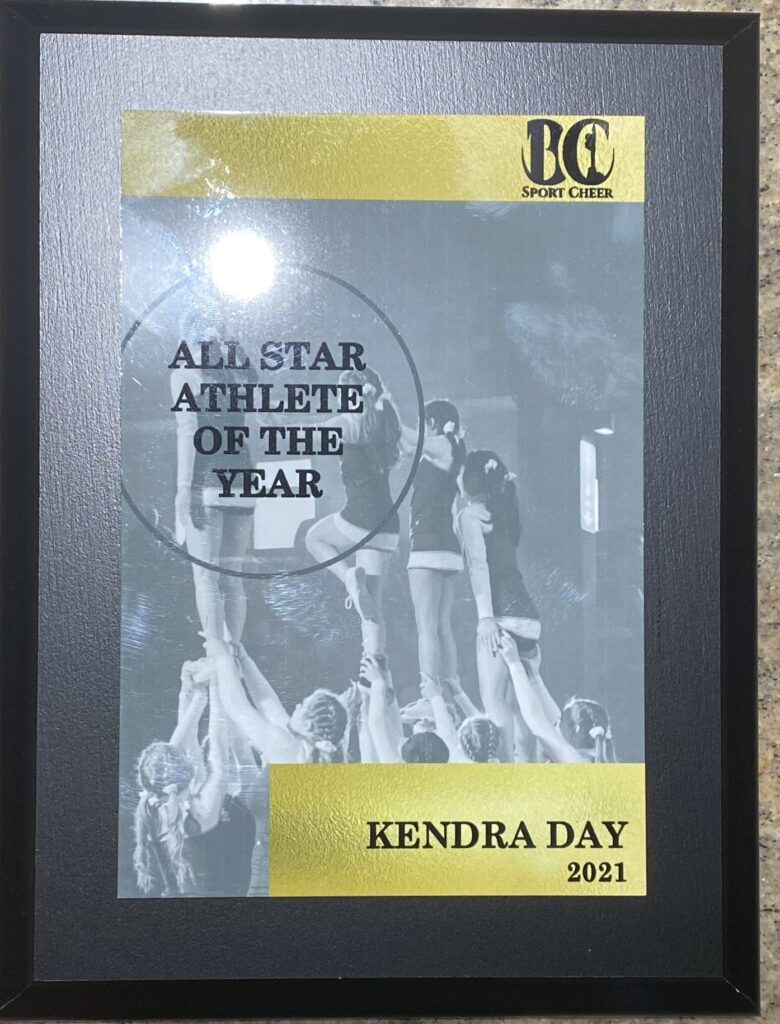 BC
SPORT CHEER
ALL STAR
ATHLETE
OF THE
YEAR
KENDRA DAY
2021